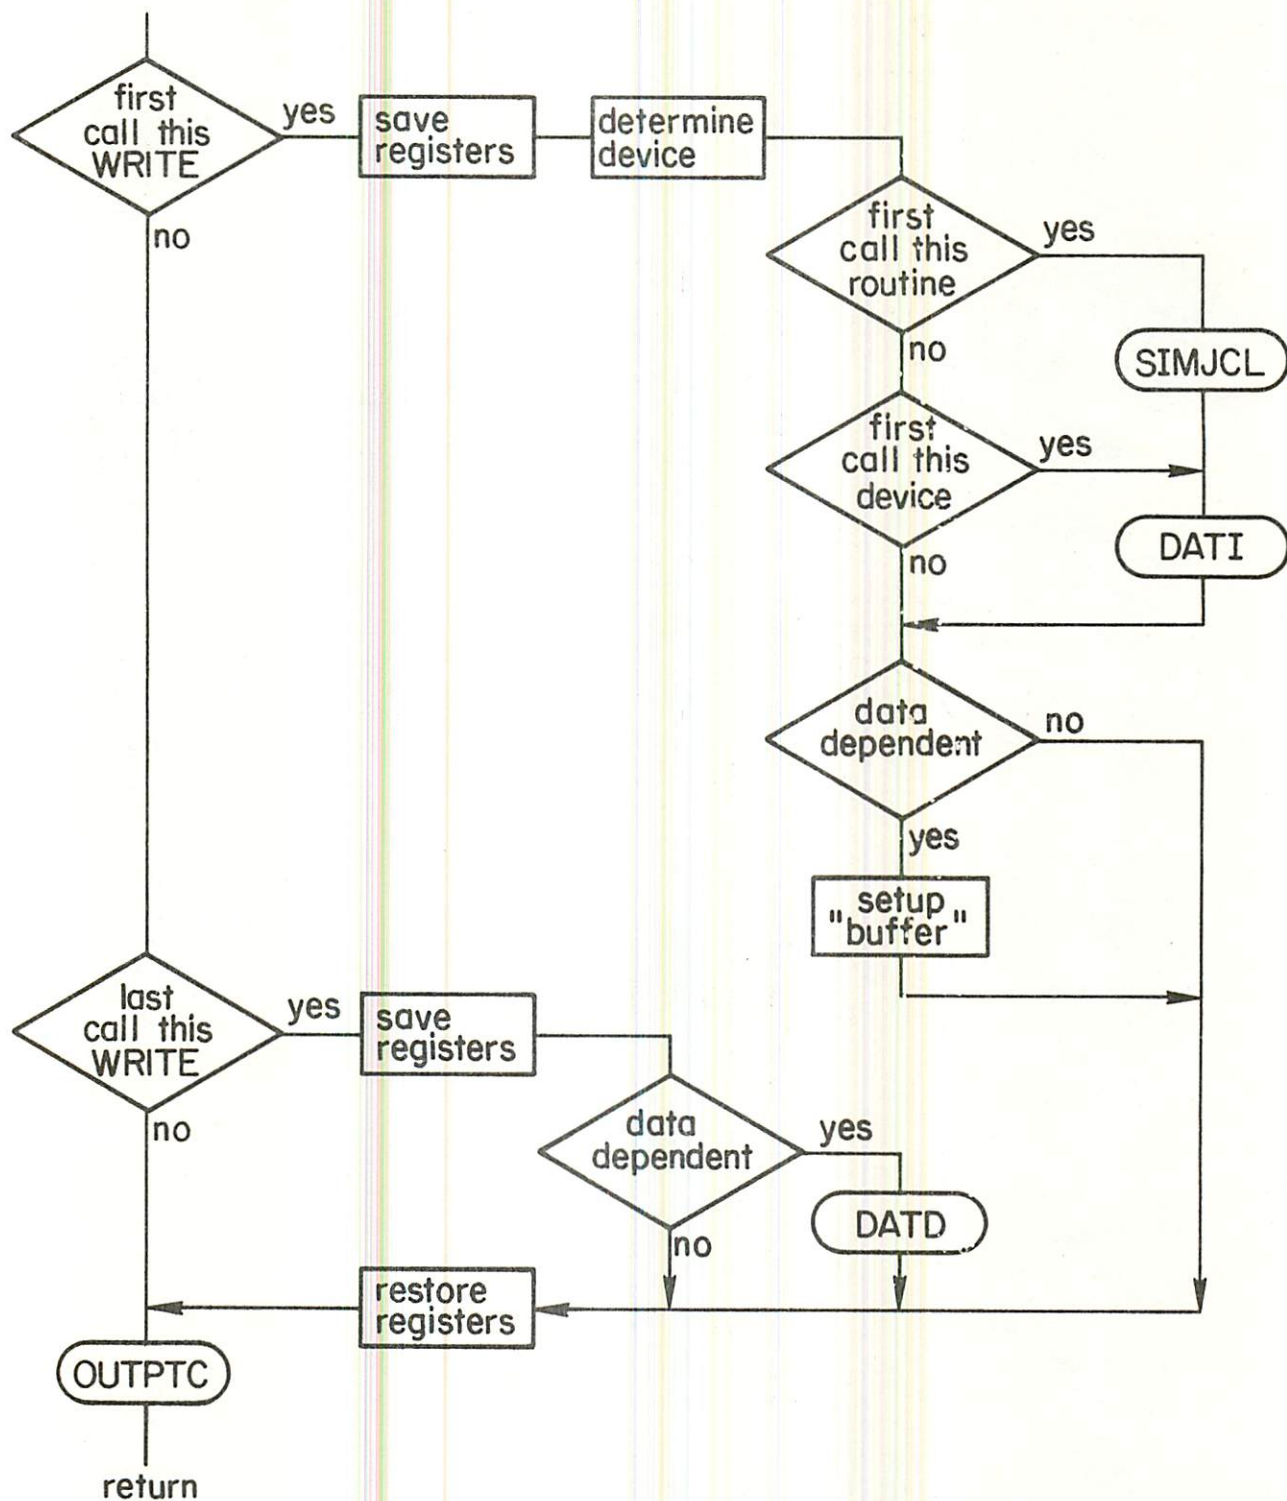 first
call this
WRITE
yes
no
save
registers
determine
device
first
call this
routine
yes
no
SIMJCL
first
call this
device
yes
no
DATI
data
dependent
no
yes
setup
"buffer"
last
call this
WRITE
yes
no
save
registers
data
dependent
yes
no
DATD
restore
registers
OUTPTC
return